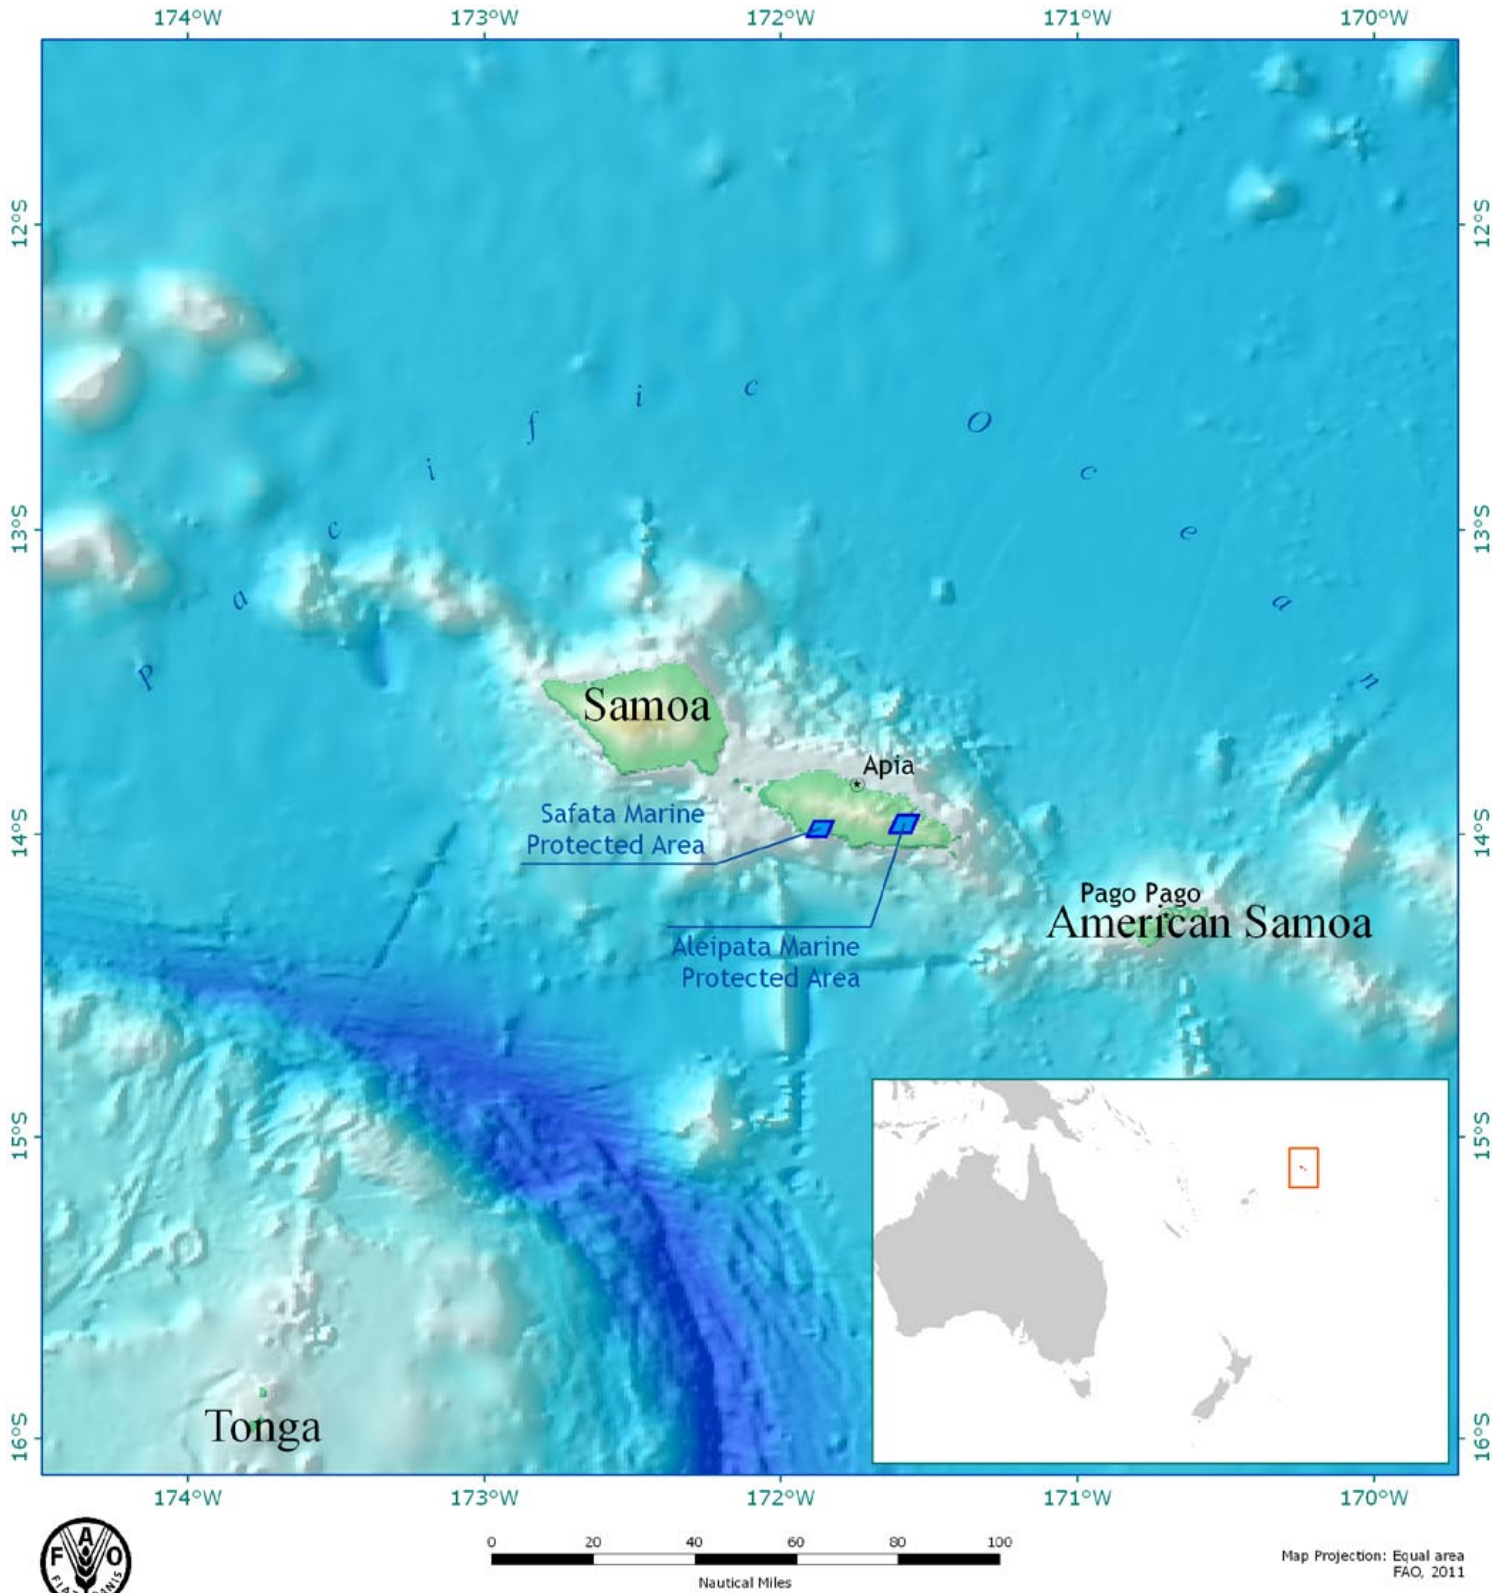 174°W 173°W 172°W 171°W 170°W
12°S 12°S
Pacific Ocean
13°S 13°S
Samoa
Apia
Safata Marine
Protected Area
14°S 14°S
Pago Pago
American Samoa
Aleipata Marine
Protected Area
15°S 15°S
Tonga
16°S 16°S
174°W 173°W 172°W 171°W 170°W
FAO
0 20 40 60 80 100
Nautical Miles
Map Projection: Equal area
FAO, 2011